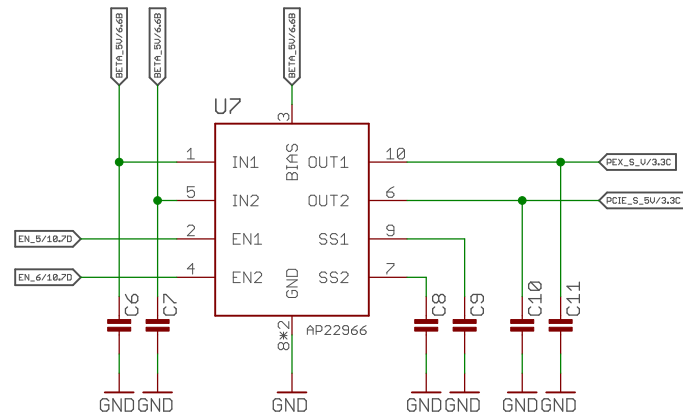 BETA_5V/6.6B
BETA_5V/6.6B
BETA_5V/6.6B
U7
3
1
IN1
BIAS
OUT1
10
PEX_S_V/3.3C
5
IN2
OUT2
6
PCIE_S_5V/3.3C
EN_5/10.7D
2
EN1
SS1
9
EN_6/10.7D
4
EN2
GND
SS2
7
C6
C7
8*2
AP22966
C8
C9
C10
C11
GND
GND
GND
GND
GND
GND
GND